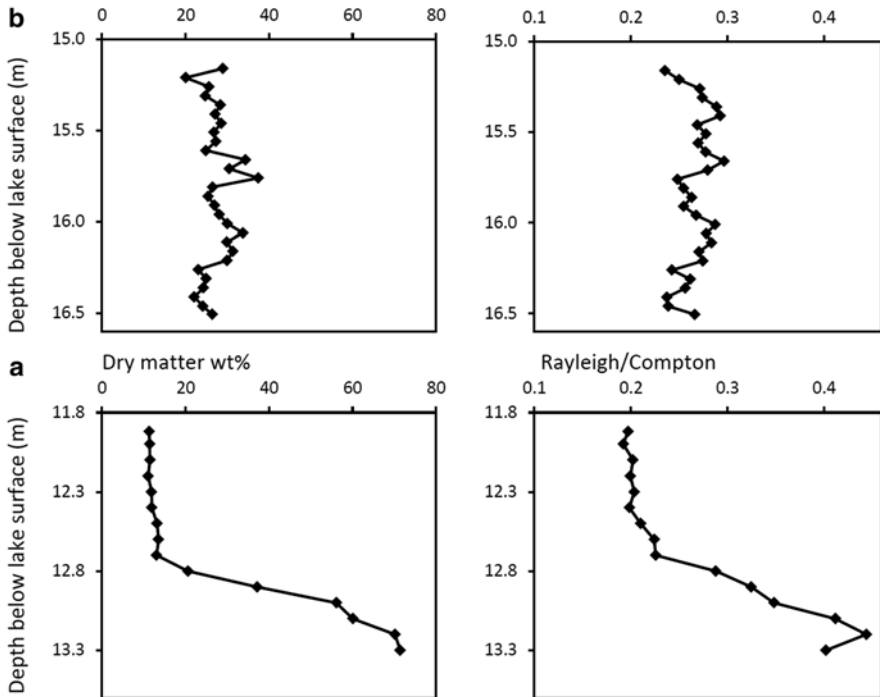 b
0 20 40 60 80
0.1 0.2 0.3 0.4
Depth below lake surface (m)
15.0
15.5
16.0
16.5
15.0
15.5
16.0
16.5
a
Dry matter wt%
Rayleigh/Compton
0 20 40 60 80
0.1 0.2 0.3 0.4
Depth below lake surface (m)
11.8
12.3
12.8
13.3
11.8
12.3
12.8
13.3